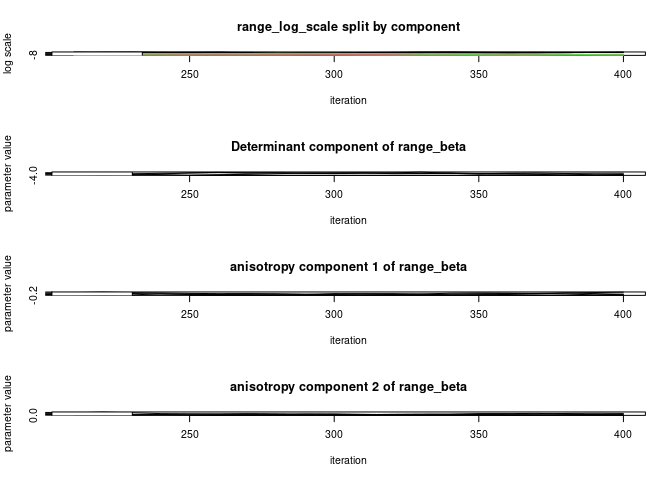 range_log_scale split by component
log scale
-8
250 300 350 400
iteration
Determinant component of range_beta
parameter value
-4.0
250 300 350 400
iteration
anisotropy component 1 of range_beta
parameter value
-0.2
250 300 350 400
iteration
anisotropy component 2 of range_beta
parameter value
0.0
250 300 350 400
iteration